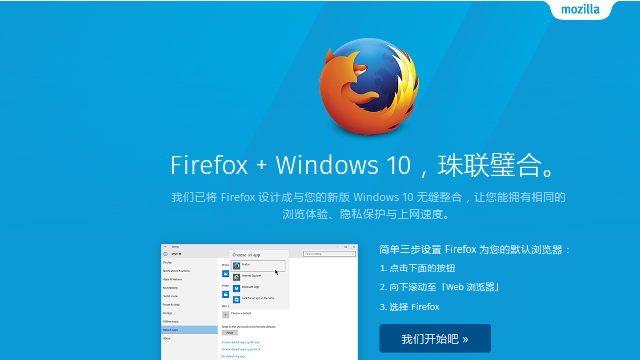 mozilla
Firefox + Windows 10，珠联璧合。
我们已将 Firefox 设计成与您的新版 Windows 10 无缝整合，让您能拥有相同的
浏览体验、隐私保护与上网速度。
Choose an app
Firefox
Internet Explorer
简单三步设置 Firefox 为您的默认浏览器：
1. 点击下面的按钮
2. 向下滚动至「Web 浏览器」
3. 选择 Firefox
我们开始吧 »